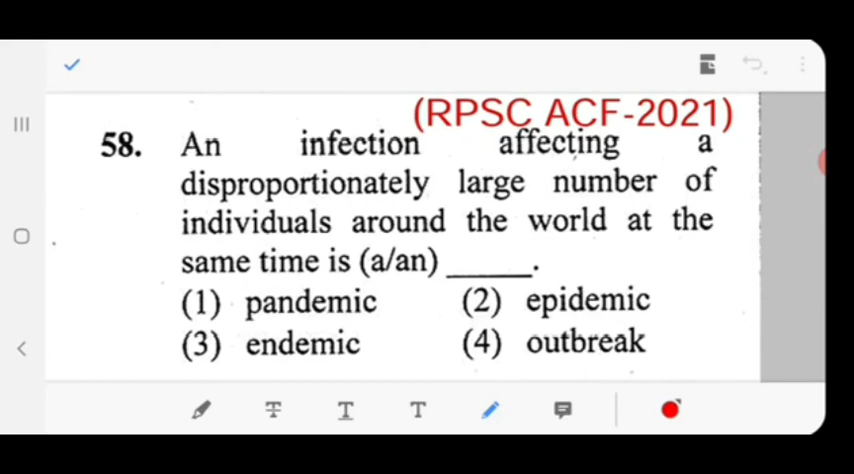 (RPSC ACF-2021)
58. An infection affecting a
disproportionately large number of
individuals around the world at the
same time is (a/an) ______.
(1) pandemic (2) epidemic
(3) endemic (4) outbreak